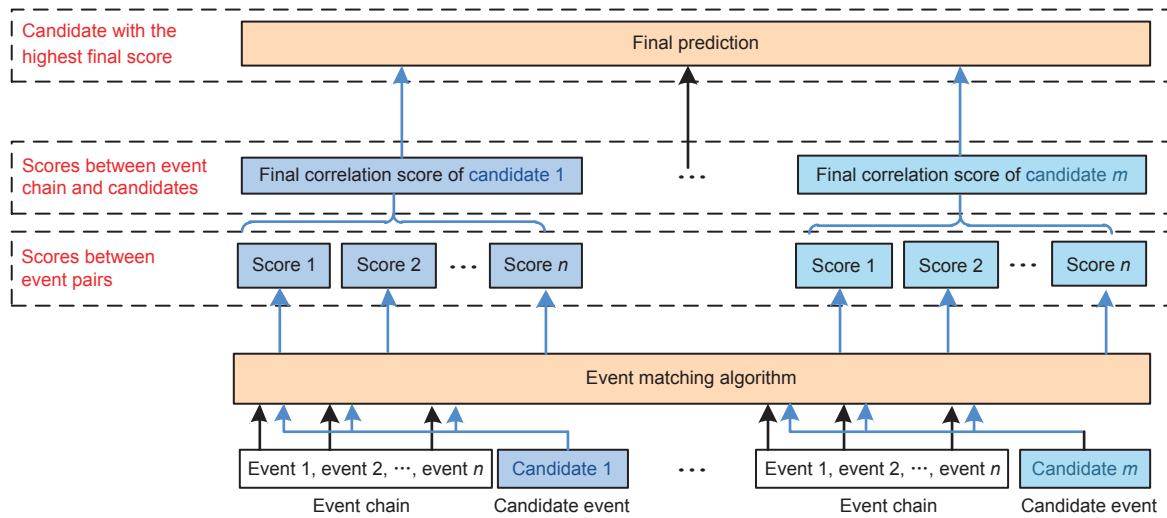 Candidate with the
highest final score
Final prediction
Scores between event
chain and candidates
Final correlation score of candidate 1
...
Final correlation score of candidate m
Scores between
event pairs
Score 1
Score 2
...
Score n
Score 1
Score 2
...
Score n
Event matching algorithm
Event 1, event 2, ..., event n
Candidate 1
...
Event 1, event 2, ..., event n
Candidate m
Event chain
Candidate event
Event chain
Candidate event